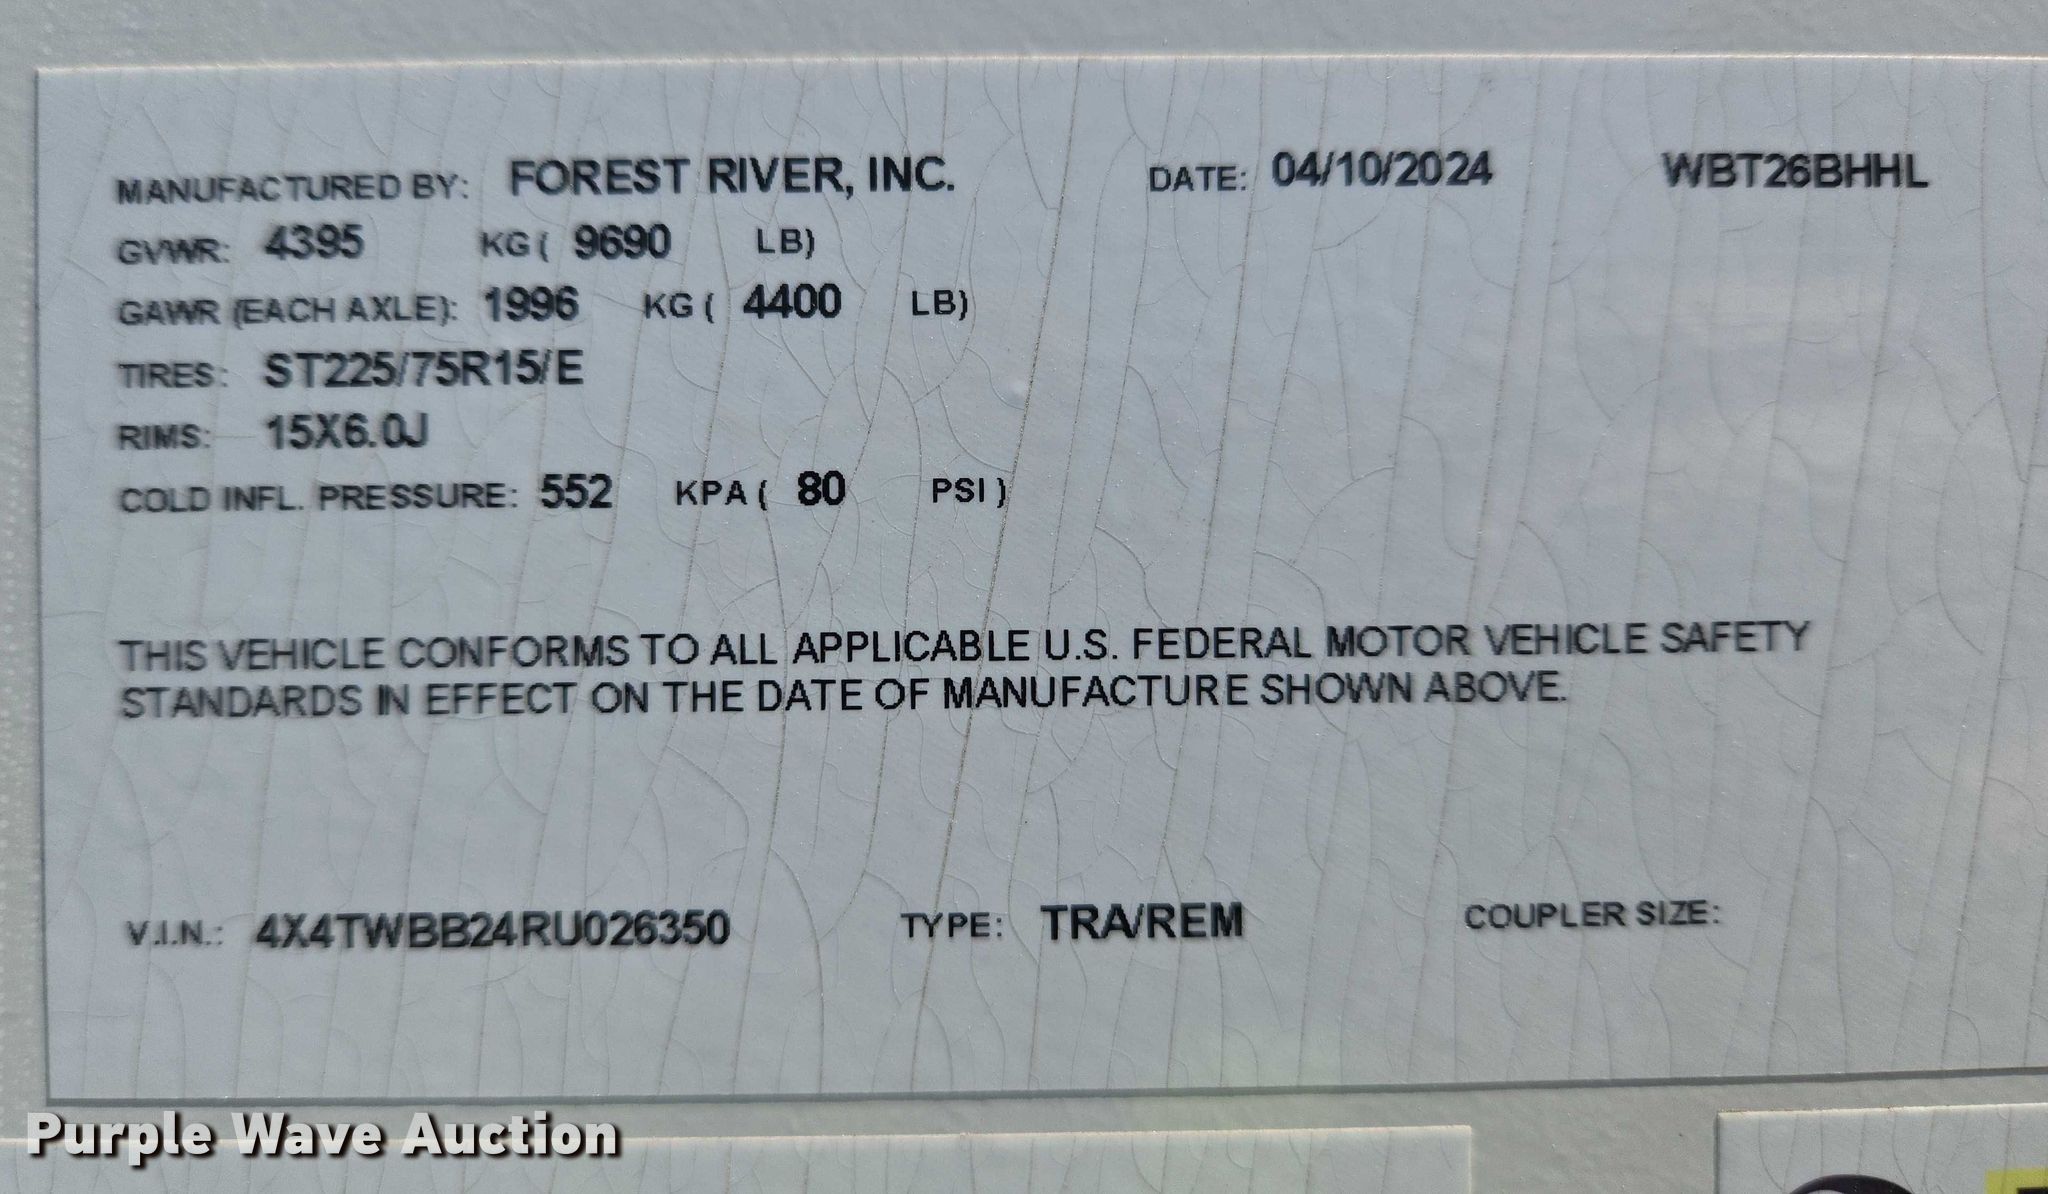 MANUFACTURED BY: FOREST RIVER, INC. DATE: 04/10/2024 WBT26BHHL
GVWR: 4395 KG ( 9690 LB)
GAWR (EACH AXLE): 1996 KG ( 4400 LB)
TIRES: ST225/75R15/E
RIMS: 15X6.0J
COLD INFL. PRESSURE: 552 KPA ( 80 PSI )
THIS VEHICLE CONFORMS TO ALL APPLICABLE U.S. FEDERAL MOTOR VEHICLE SAFETY
STANDARDS IN EFFECT ON THE DATE OF MANUFACTURE SHOWN ABOVE.
V.I.N.: 4X4TWBB24RU026350 TYPE: TRA/REM COUPLER SIZE:
Purple Wave Auction